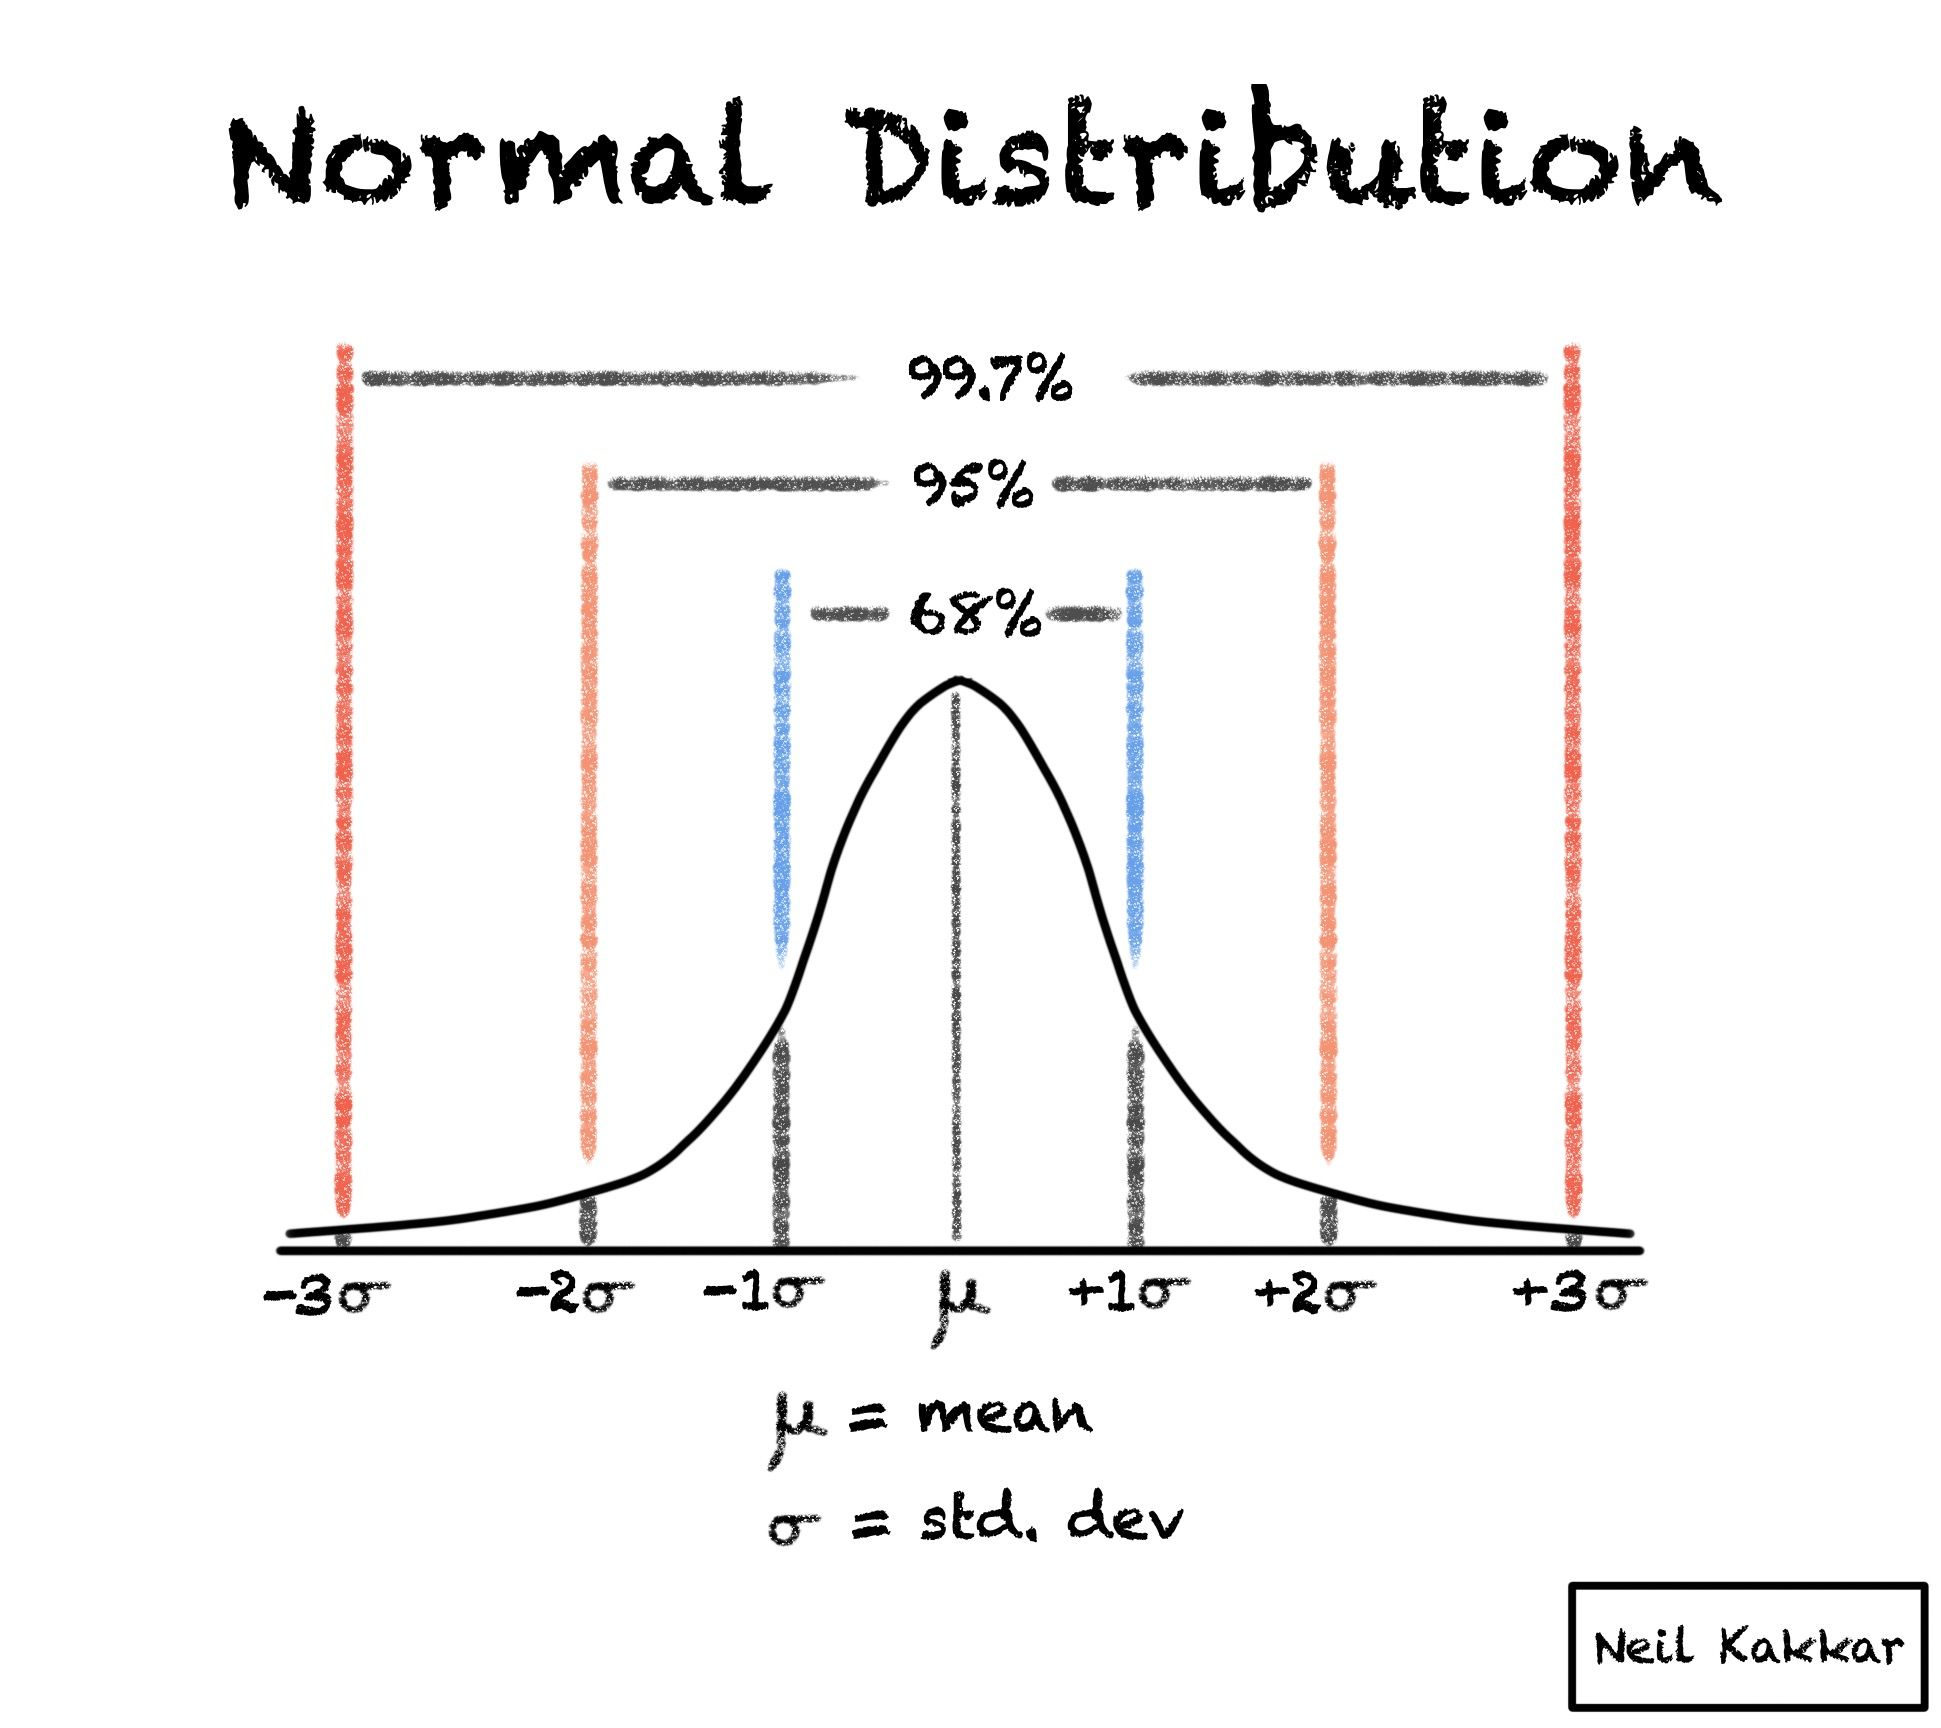 Normal Distribution
99.7%
95%
68%
-3σ -2σ -1σ μ +1σ +2σ +3σ
μ = mean
σ = std. dev
Neil Kakkar